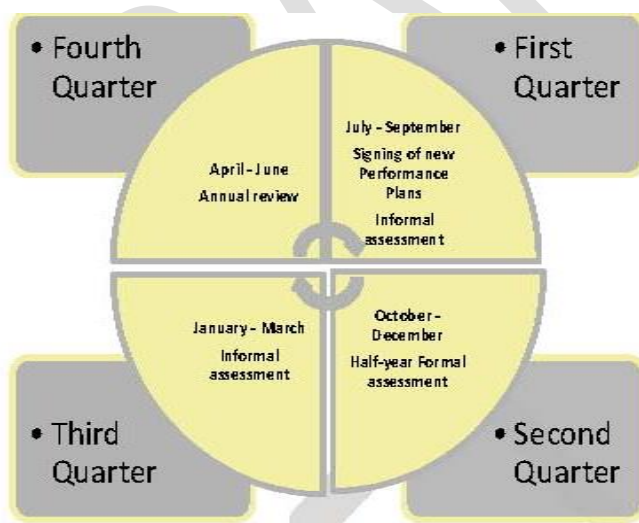 • Fourth
Quarter
• First
Quarter
April - June
Annual review
July - September
Signing of new
Performance
Plans
Informal
assessment
January - March
Informal
assessment
October -
December
Half-year Formal
assessment
• Third
Quarter
• Second
Quarter